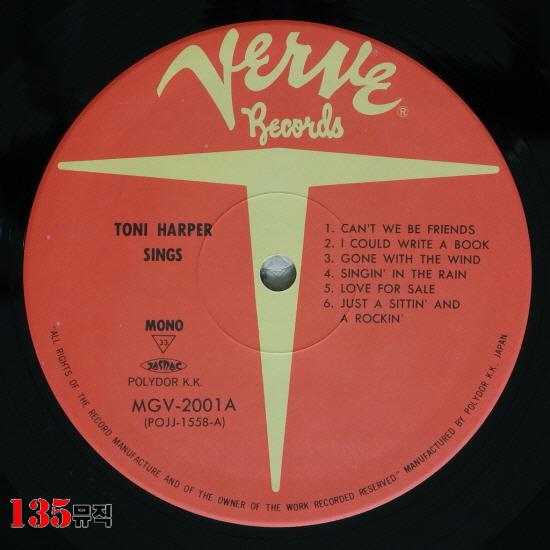 Verve
Records
®
TONI HARPER
SINGS
1. CAN'T WE BE FRIENDS
2. I COULD WRITE A BOOK
3. GONE WITH THE WIND
4. SINGIN' IN THE RAIN
5. LOVE FOR SALE
6. JUST A SITTIN' AND
A ROCKIN'
MONO
33
JASRAC
POLYDOR K.K.
MGV-2001A
(POJJ-1558-A)
"ALL RIGHTS OF THE RECORD MANUFACTURE AND OF THE OWNER OF THE WORK RECORDED RESERVED." MANUFACTURED BY POLYDOR K.K. JAPAN
135뮤직